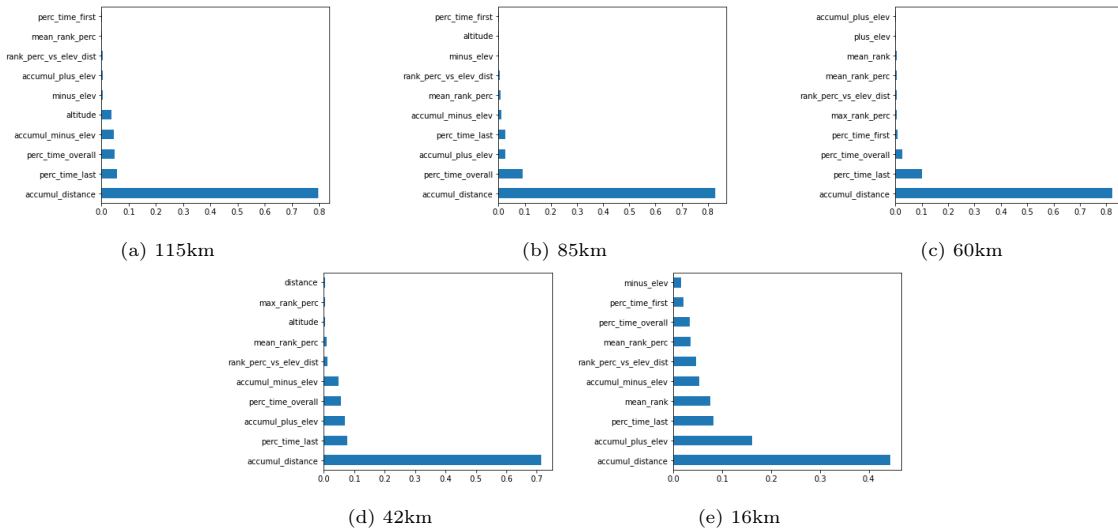 perc_time_first
mean_rank_perc
rank_perc_vs_elev_dist
accumul_plus_elev
minus_elev
altitude
accumul_minus_elev
perc_time_overall
perc_time_last
accumul_distance
0.0 0.1 0.2 0.3 0.4 0.5 0.6 0.7 0.8
(a) 115km
perc_time_first
altitude
minus_elev
rank_perc_vs_elev_dist
mean_rank_perc
accumul_minus_elev
perc_time_last
accumul_plus_elev
perc_time_overall
accumul_distance
0.0 0.1 0.2 0.3 0.4 0.5 0.6 0.7 0.8
(b) 85km
accumul_plus_elev
plus_elev
mean_rank
mean_rank_perc
rank_perc_vs_elev_dist
max_rank_perc
perc_time_first
perc_time_overall
perc_time_last
accumul_distance
0.0 0.1 0.2 0.3 0.4 0.5 0.6 0.7 0.8
(c) 60km
distance
max_rank_perc
altitude
mean_rank_perc
rank_perc_vs_elev_dist
accumul_minus_elev
perc_time_overall
accumul_plus_elev
perc_time_last
accumul_distance
0.0 0.1 0.2 0.3 0.4 0.5 0.6 0.7
(d) 42km
minus_elev
perc_time_first
perc_time_overall
mean_rank_perc
rank_perc_vs_elev_dist
accumul_minus_elev
mean_rank
perc_time_last
accumul_plus_elev
accumul_distance
0.0 0.1 0.2 0.3 0.4
(e) 16km